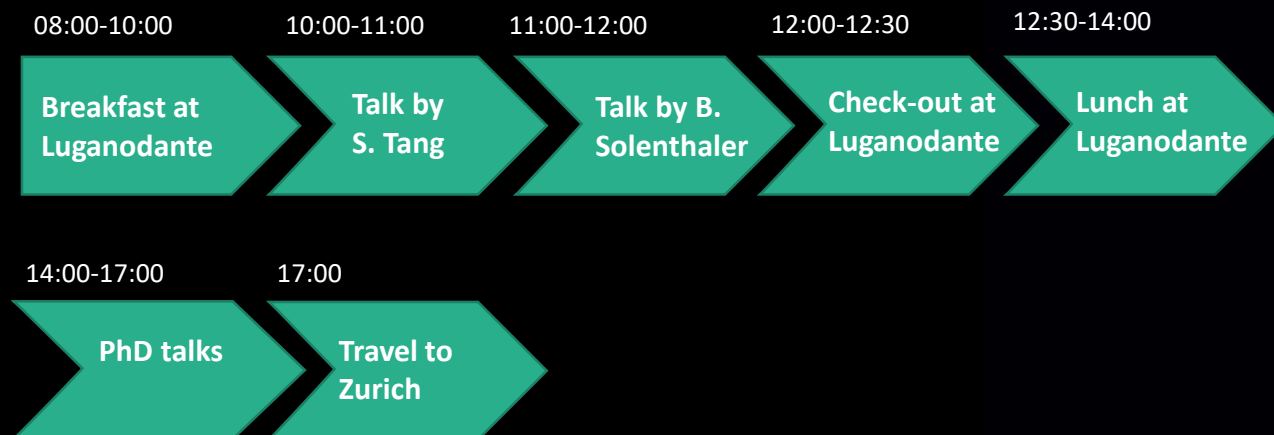 08:00-10:00
10:00-11:00
11:00-12:00
12:00-12:30
12:30-14:00
Breakfast at
Luganodante
Talk by
S. Tang
Talk by B.
Solenthaler
Check-out at
Luganodante
Lunch at
Luganodante
14:00-17:00
17:00
PhD talks
Travel to
Zurich